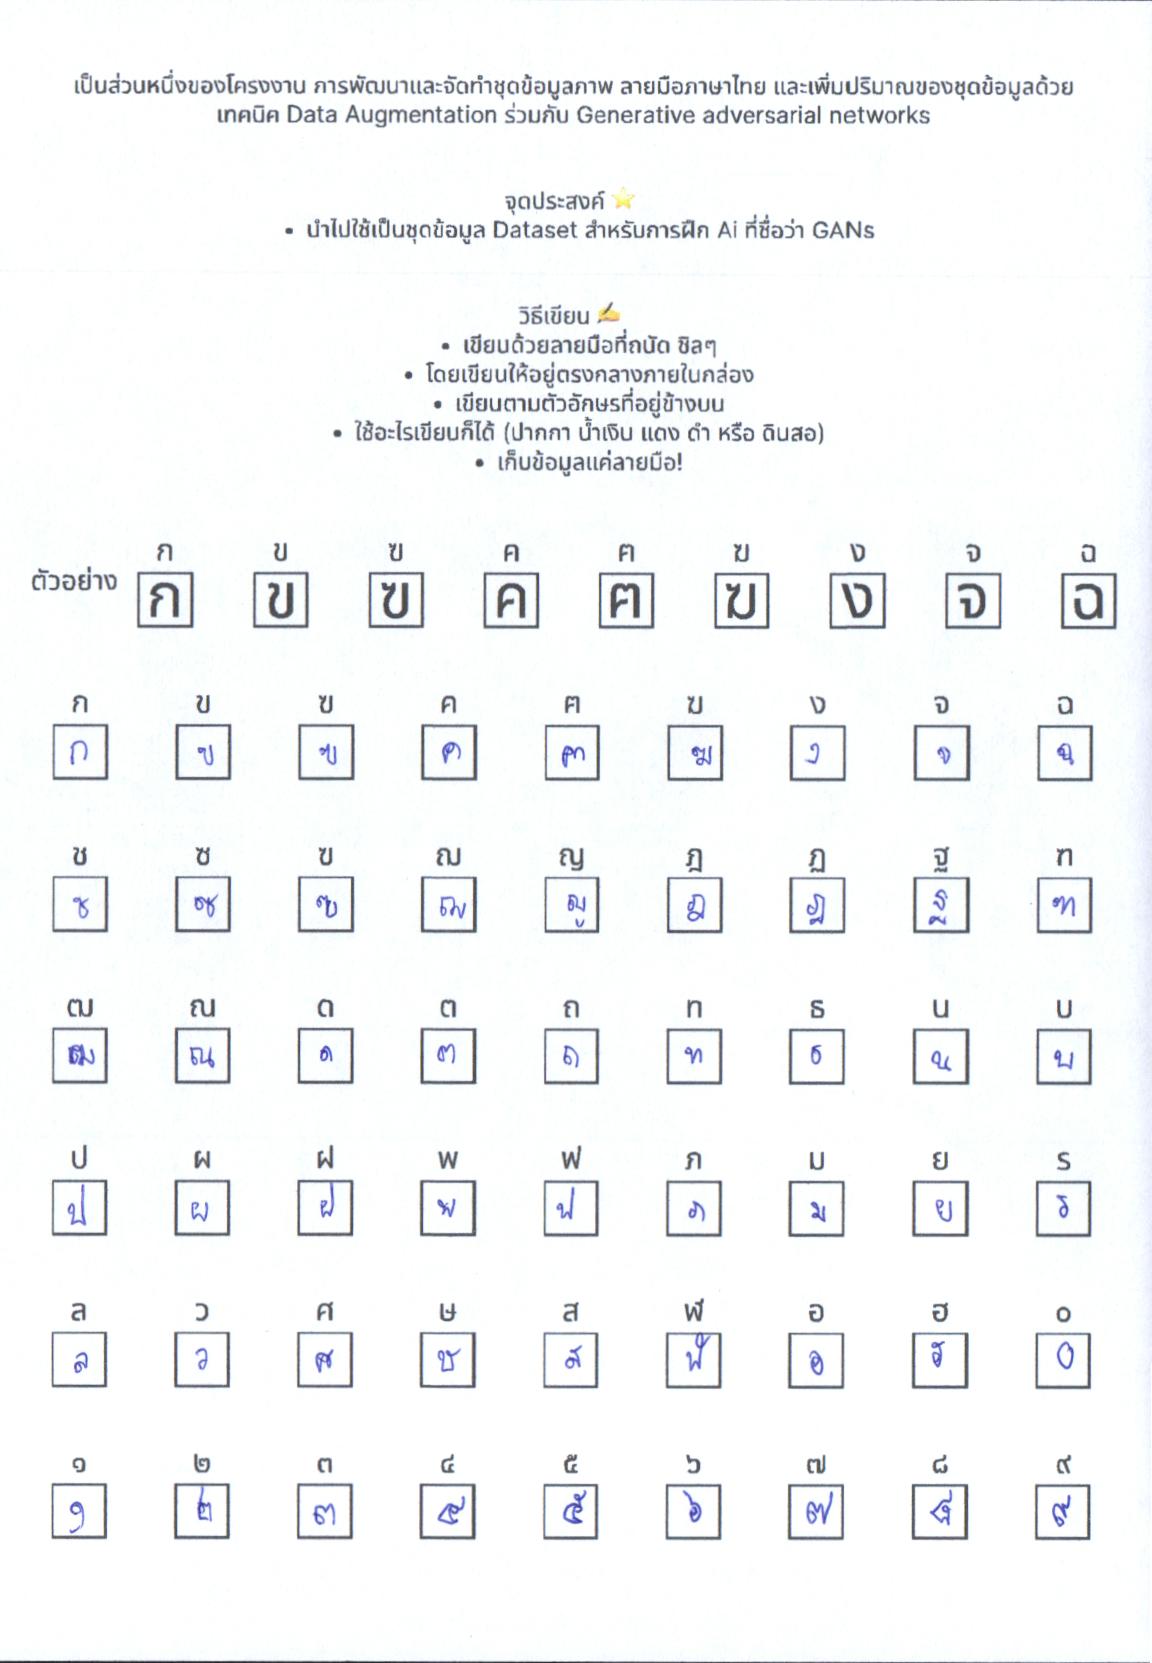 เป็นส่วนหนึ่งของโครงงาน การพัฒนาและจัดทำชุดข้อมูลภาพ ลายมือภาษาไทย และเพิ่มปริมาณของชุดข้อมูลด้วย
เทคนิค Data Augmentation ร่วมกับ Generative adversarial networks
จุดประสงค์ ⭐
• นำไปใช้เป็นชุดข้อมูล Dataset สำหรับการฝึก Ai ที่ชื่อว่า GANs
วิธีเขียน ✍
• เขียนด้วยลายมือที่ถนัด ชิลๆ
• โดยเขียนให้อยู่ตรงกลางภายในกล่อง
• เขียนตามตัวอักษรที่อยู่ข้างบน
• ใช้อะไรเขียนก็ได้ (ปากกา น้ำเงิน แดง ดำ หรือ ดินสอ)
• เก็บข้อมูลแค่ลายมือ!
ก ข ฃ ค ฅ ฆ ง จ ฉ
ตัวอย่าง ก ข ฃ ค ฅ ฆ ง จ ฉ
ก ข ฃ ค ฅ ฆ ง จ ฉ
ก ข ฃ ค ฅ ฆ ง จ ฉ
ช ซ ฃ ฌ ญ ฎ ฏ ฐ ฑ
ช ซ ฃ ฌ ญ ฎ ฏ ฐ ฑ
ฒ ณ ด ต ถ ท ธ น บ
ฒ ณ ด ต ถ ท ธ น บ
ป ผ ฝ พ ฟ ภ ม ย ร
ป ผ ฝ พ ฟ ภ ม ย ร
ล ว ศ ษ ส ฬ อ ฮ ๐
ล ว ศ ษ ส ฬ อ ฮ ๐
๑ ๒ ๓ ๔ ๕ ๖ ๗ ๘ ๙
๑ ๒ ๓ ๔ ๕ ๖ ๗ ๘ ๙